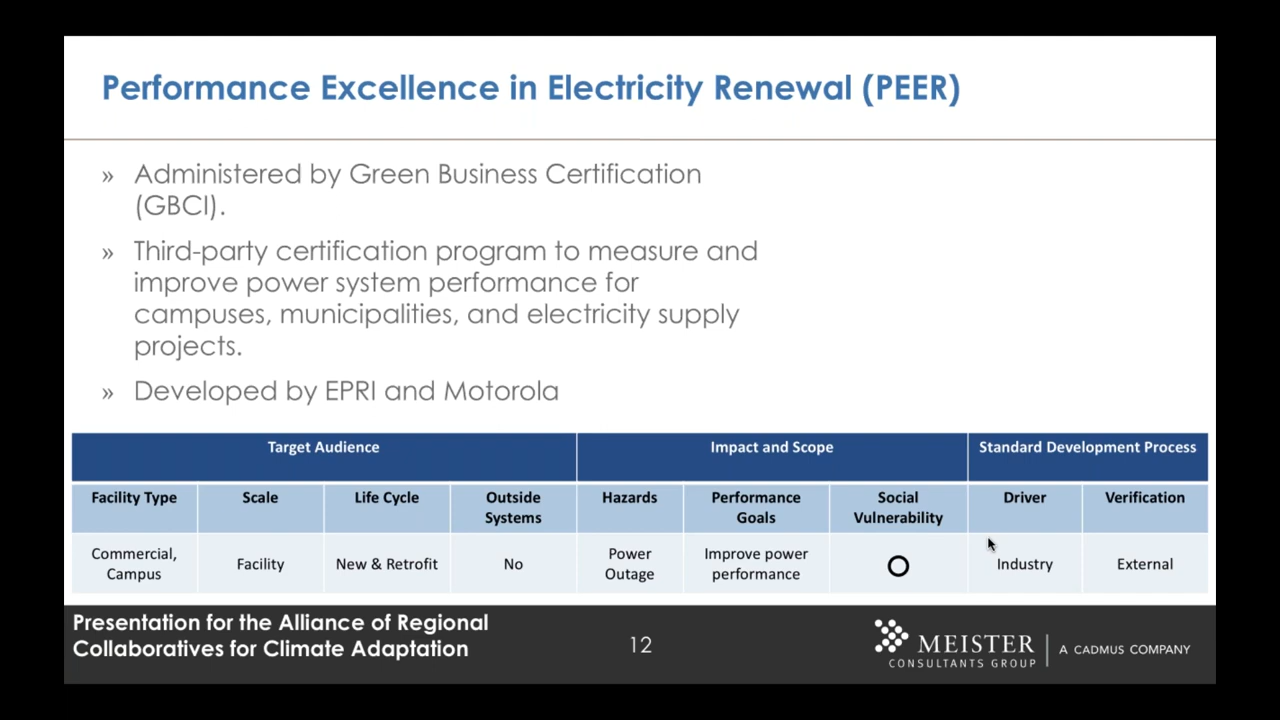 Performance Excellence in Electricity Renewal (PEER)
» Administered by Green Business Certification
(GBCI).
» Third-party certification program to measure and
improve power system performance for
campuses, municipalities, and electricity supply
projects.
» Developed by EPRI and Motorola
Target Audience Impact and Scope Standard Development Process
Facility Type Scale Life Cycle Outside Systems Hazards Performance Goals Social Vulnerability Driver Verification
Commercial, Campus Facility New & Retrofit No Power Outage Improve power performance Industry External
Presentation for the Alliance of Regional
Collaboratives for Climate Adaptation
12
MEISTER
CONSULTANTS GROUP
A CADMUS COMPANY